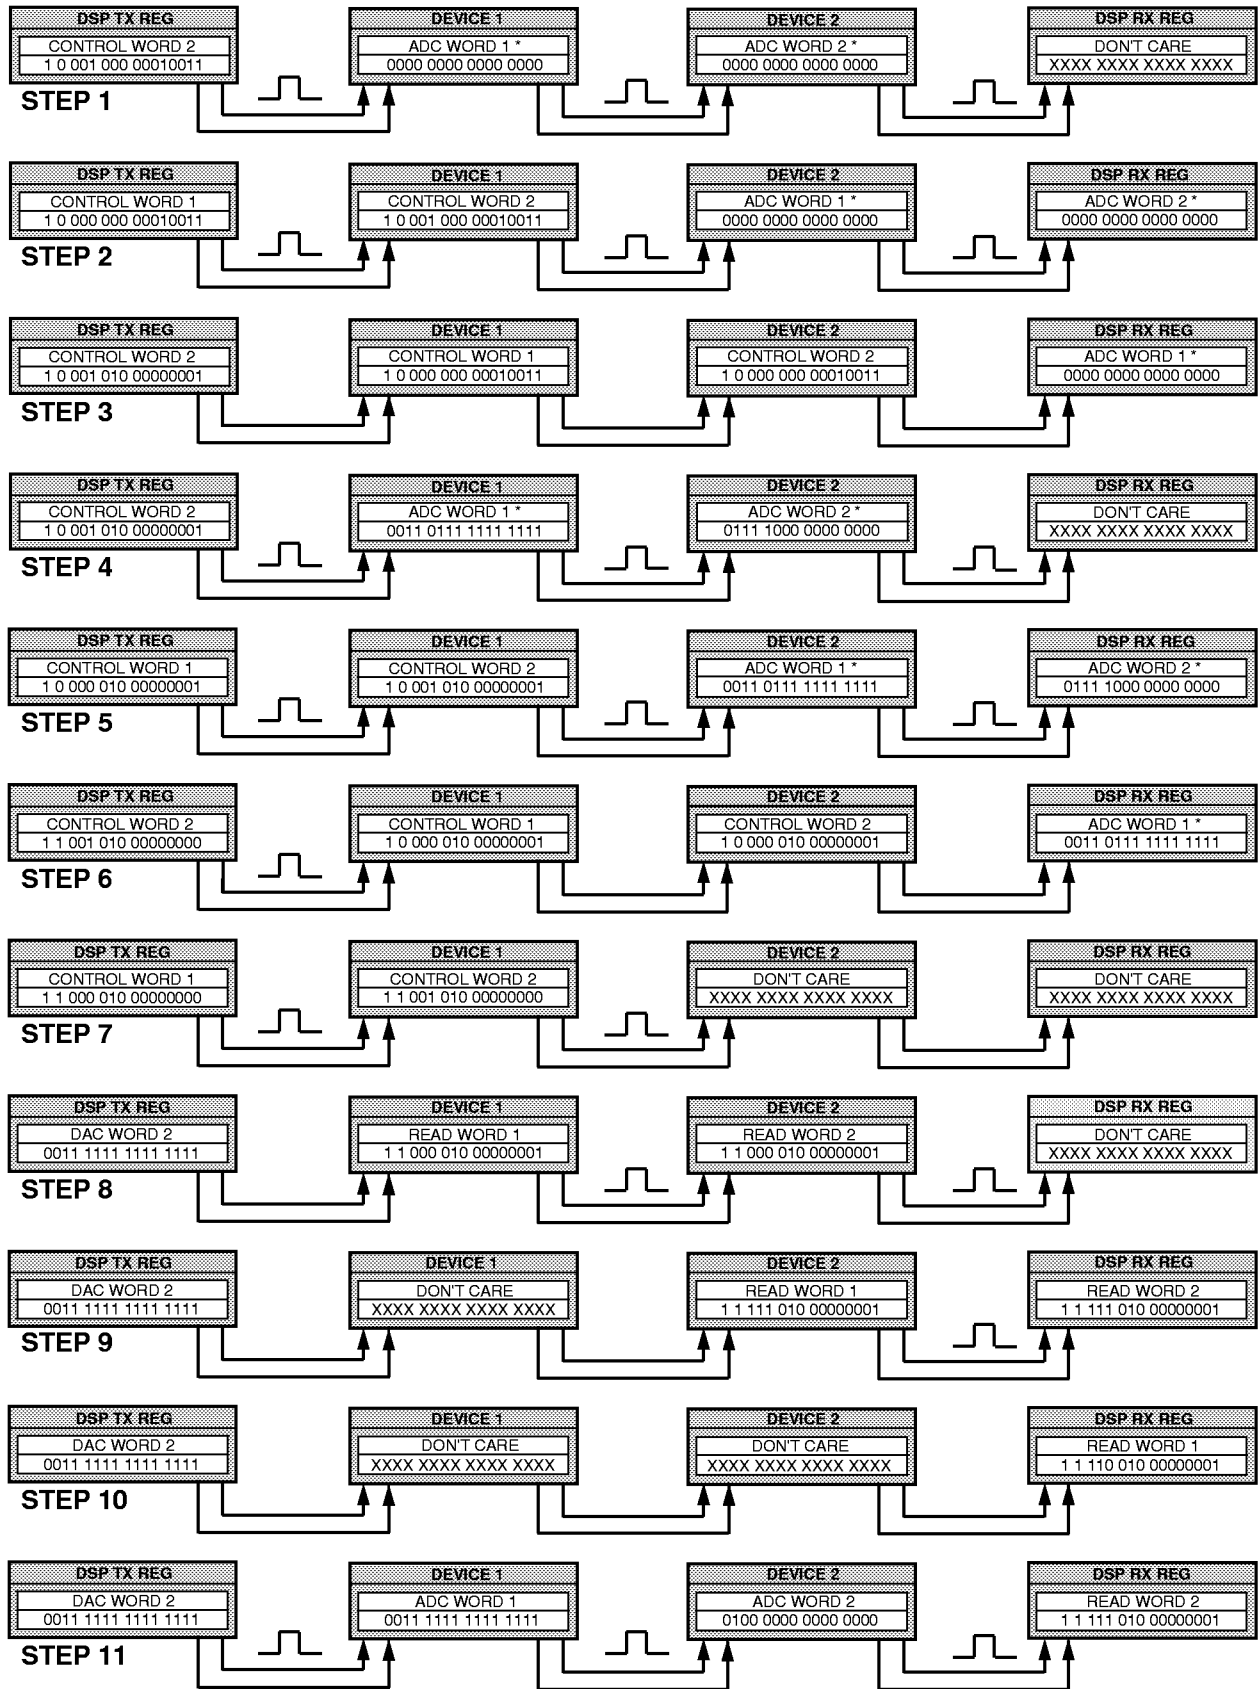 DSP TX REG DEVICE 1 DEVICE 2 DSP RX REG
CONTROL WORD 2 ADC WORD 1 * ADC WORD 2 * DON'T CARE
1 0 001 000 00010011 0000 0000 0000 0000 0000 0000 0000 0000 XXXX XXXX XXXX XXXX
STEP 1
DSP TX REG DEVICE 1 DEVICE 2 DSP RX REG
CONTROL WORD 1 CONTROL WORD 2 ADC WORD 1 * ADC WORD 2 *
1 0 000 000 00010011 1 0 001 000 00010011 0000 0000 0000 0000 0000 0000 0000 0000
STEP 2
DSP TX REG DEVICE 1 DEVICE 2 DSP RX REG
CONTROL WORD 2 CONTROL WORD 1 CONTROL WORD 2 ADC WORD 1 *
1 0 001 010 00000001 1 0 000 000 00010011 1 0 000 000 00010011 0000 0000 0000 0000
STEP 3
DSP TX REG DEVICE 1 DEVICE 2 DSP RX REG
CONTROL WORD 2 ADC WORD 1 * ADC WORD 2 * DON'T CARE
1 0 001 010 00000001 0011 0111 1111 1111 0111 1000 0000 0000 XXXX XXXX XXXX XXXX
STEP 4
DSP TX REG DEVICE 1 DEVICE 2 DSP RX REG
CONTROL WORD 1 CONTROL WORD 2 ADC WORD 1 * ADC WORD 2 *
1 0 000 010 00000001 1 0 001 010 00000001 0011 0111 1111 1111 0111 1000 0000 0000
STEP 5
DSP TX REG DEVICE 1 DEVICE 2 DSP RX REG
CONTROL WORD 2 CONTROL WORD 1 CONTROL WORD 2 ADC WORD 1 *
1 1 001 010 00000000 1 0 000 010 00000001 1 0 000 010 00000001 0011 0111 1111 1111
STEP 6
DSP TX REG DEVICE 1 DEVICE 2 DSP RX REG
CONTROL WORD 1 CONTROL WORD 2 DON'T CARE DON'T CARE
1 1 000 010 00000000 1 1 001 010 00000000 XXXX XXXX XXXX XXXX XXXX XXXX XXXX XXXX
STEP 7
DSP TX REG DEVICE 1 DEVICE 2 DSP RX REG
DAC WORD 2 READ WORD 1 READ WORD 2 DON'T CARE
0011 1111 1111 1111 1 1 000 010 00000001 1 1 000 010 00000001 XXXX XXXX XXXX XXXX
STEP 8
DSP TX REG DEVICE 1 DEVICE 2 DSP RX REG
DAC WORD 2 DON'T CARE READ WORD 1 READ WORD 2
0011 1111 1111 1111 XXXX XXXX XXXX XXXX 1 1 111 010 00000001 1 1 111 010 00000001
STEP 9
DSP TX REG DEVICE 1 DEVICE 2 DSP RX REG
DAC WORD 2 DON'T CARE DON'T CARE READ WORD 1
0011 1111 1111 1111 XXXX XXXX XXXX XXXX XXXX XXXX XXXX XXXX 1 1 110 010 00000001
STEP 10
DSP TX REG DEVICE 1 DEVICE 2 DSP RX REG
DAC WORD 2 ADC WORD 1 ADC WORD 2 READ WORD 2
0011 1111 1111 1111 0011 1111 1111 1111 0100 0000 0000 0000 1 1 111 010 00000001
STEP 11